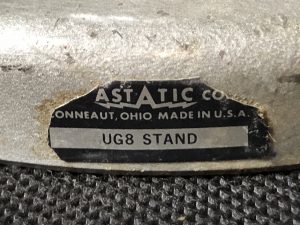 ASTATIC CO
ONNEAUT, OHIO MADE IN U.S.A.
UG8 STAND